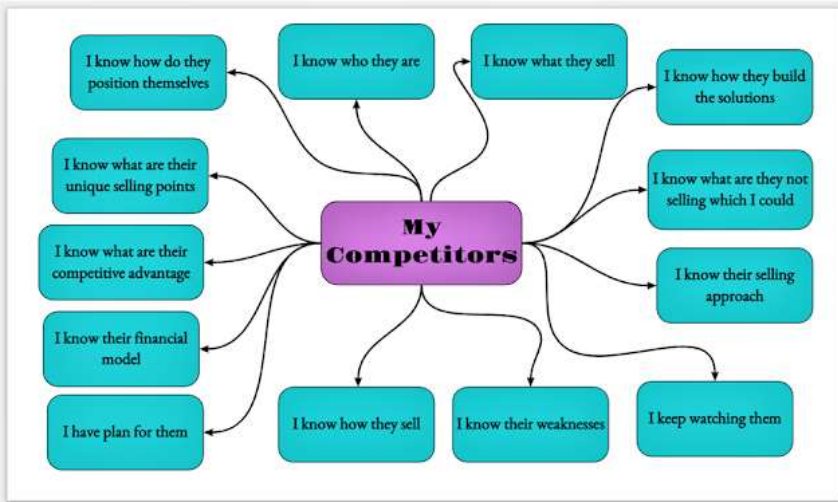 I know how do they
position themselves
I know who they are
I know what they sell
I know how they build
the solutions
I know what are their
unique selling points
I know what are they not
selling which I could
My
Competitors
I know what are their
competitive advantage
I know their selling
approach
I know their financial
model
I have plan for them
I know how they sell
I know their weaknesses
I keep watching them